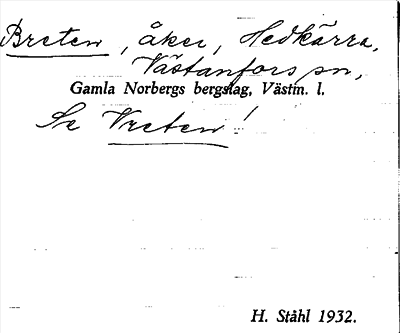 Breten, åker, Hedkärra,
Västanfors sn,
Gamla Norbergs bergslag, Västm. l.
Se Vreten!
H. Ståhl 1932.